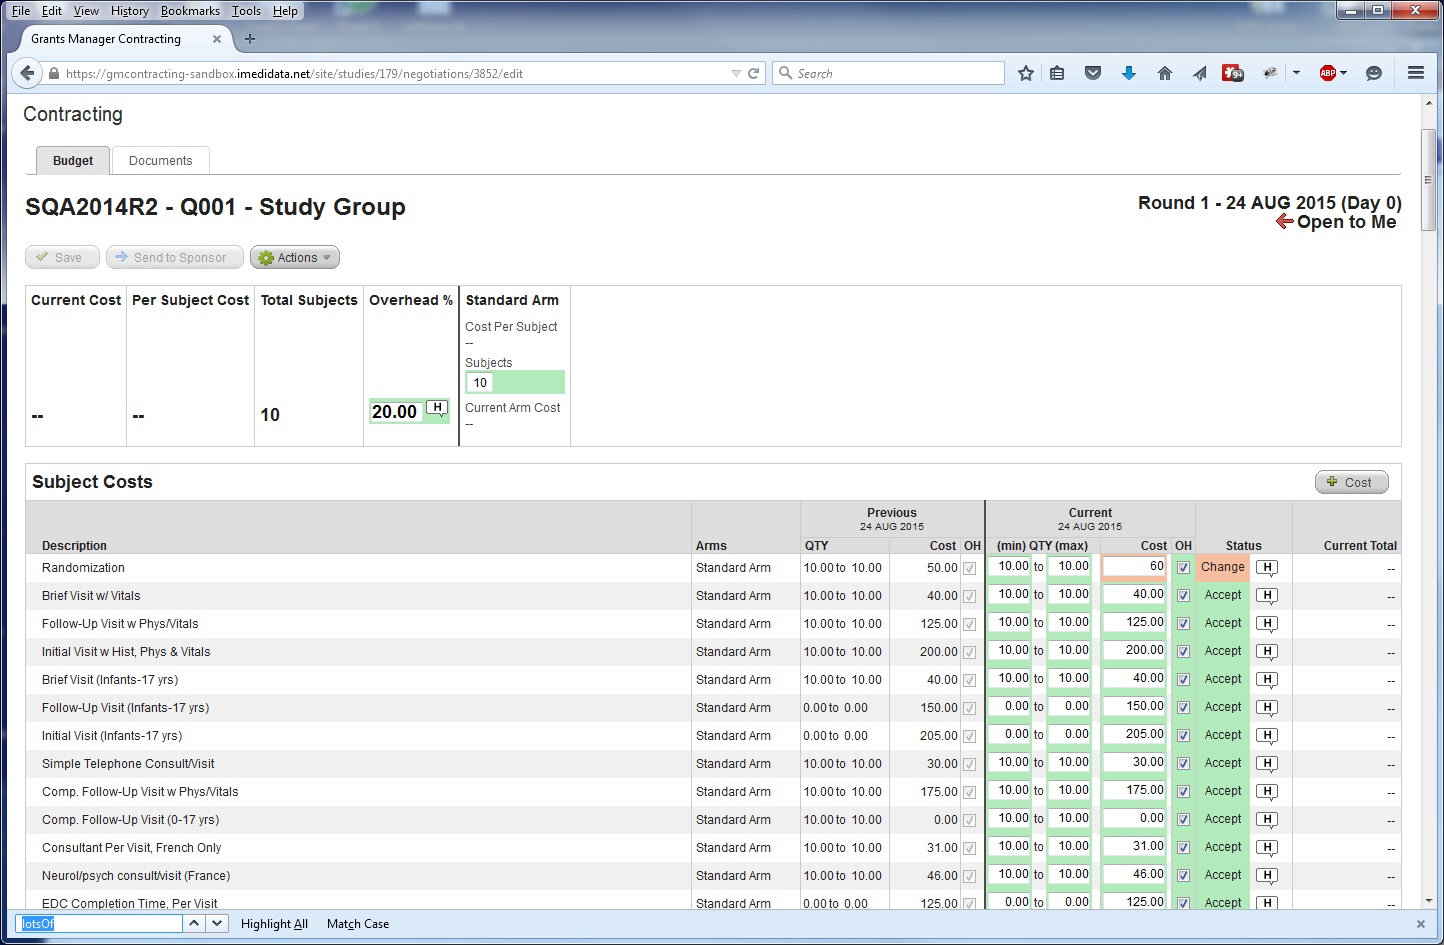 File Edit View History Bookmarks Tools Help
Grants Manager Contracting
https://gmcontracting-sandbox.imedidata.net/site/studies/179/negotiations/3852/edit Search 9+ ABP
Contracting
Budget Documents
SQA2014R2 - Q001 - Study Group
Round 1 - 24 AUG 2015 (Day 0)
Open to Me
Save Send to Sponsor Actions
Current Cost Per Subject Cost Total Subjects Overhead % Standard Arm
Cost Per Subject
--
Subjects
10
-- -- 10 20.00 H Current Arm Cost
--
Subject Costs Cost
Previous Current
24 AUG 2015 24 AUG 2015
Description Arms QTY Cost OH (min) QTY (max) Cost OH Status Current Total
Randomization Standard Arm 10.00 to 10.00 50.00 10.00 to 10.00 60 Change H --
Brief Visit w/ Vitals Standard Arm 10.00 to 10.00 40.00 10.00 to 10.00 40.00 Accept H --
Follow-Up Visit w Phys/Vitals Standard Arm 10.00 to 10.00 125.00 10.00 to 10.00 125.00 Accept H --
Initial Visit w Hist, Phys & Vitals Standard Arm 10.00 to 10.00 200.00 10.00 to 10.00 200.00 Accept H --
Brief Visit (Infants-17 yrs) Standard Arm 10.00 to 10.00 40.00 10.00 to 10.00 40.00 Accept H --
Follow-Up Visit (Infants-17 yrs) Standard Arm 0.00 to 0.00 150.00 0.00 to 0.00 150.00 Accept H --
Initial Visit (Infants-17 yrs) Standard Arm 0.00 to 0.00 205.00 0.00 to 0.00 205.00 Accept H --
Simple Telephone Consult/Visit Standard Arm 10.00 to 10.00 30.00 10.00 to 10.00 30.00 Accept H --
Comp. Follow-Up Visit w Phys/Vitals Standard Arm 10.00 to 10.00 175.00 10.00 to 10.00 175.00 Accept H --
Comp. Follow-Up Visit (0-17 yrs) Standard Arm 10.00 to 10.00 0.00 10.00 to 10.00 0.00 Accept H --
Consultant Per Visit, French Only Standard Arm 10.00 to 10.00 31.00 10.00 to 10.00 31.00 Accept H --
Neurol/psych consult/visit (France) Standard Arm 10.00 to 10.00 46.00 10.00 to 10.00 46.00 Accept H --
EDC Completion Time, Per Visit Standard Arm 0.00 to 0.00 125.00 0.00 to 0.00 125.00 Accept H --
lotsOf Highlight All Match Case